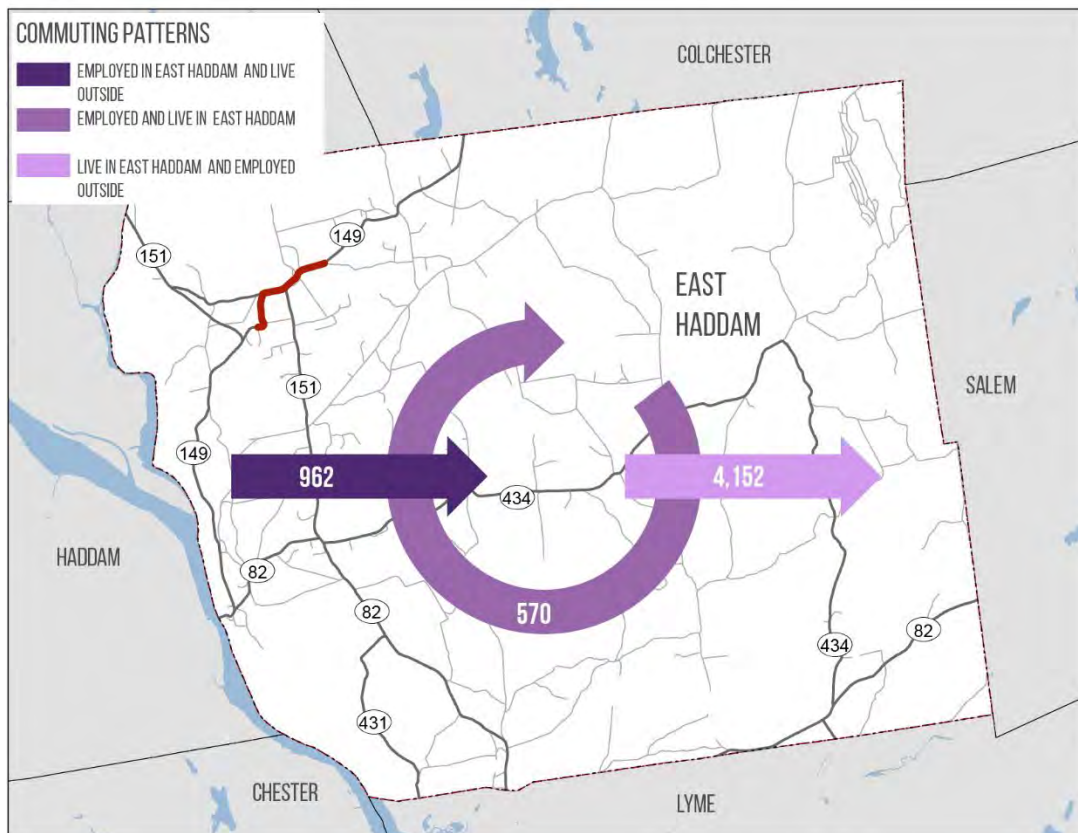 COMMUTING PATTERNS
EMPLOYED IN EAST HADDAM AND LIVE
OUTSIDE
EMPLOYED AND LIVE IN EAST HADDAM
LIVE IN EAST HADDAM AND EMPLOYED
OUTSIDE
COLCHESTER
149
151
EAST
HADDAM
151
SALEM
149
962
4,152
434
HADDAM
82
570
82
82
434
431
CHESTER
LYME